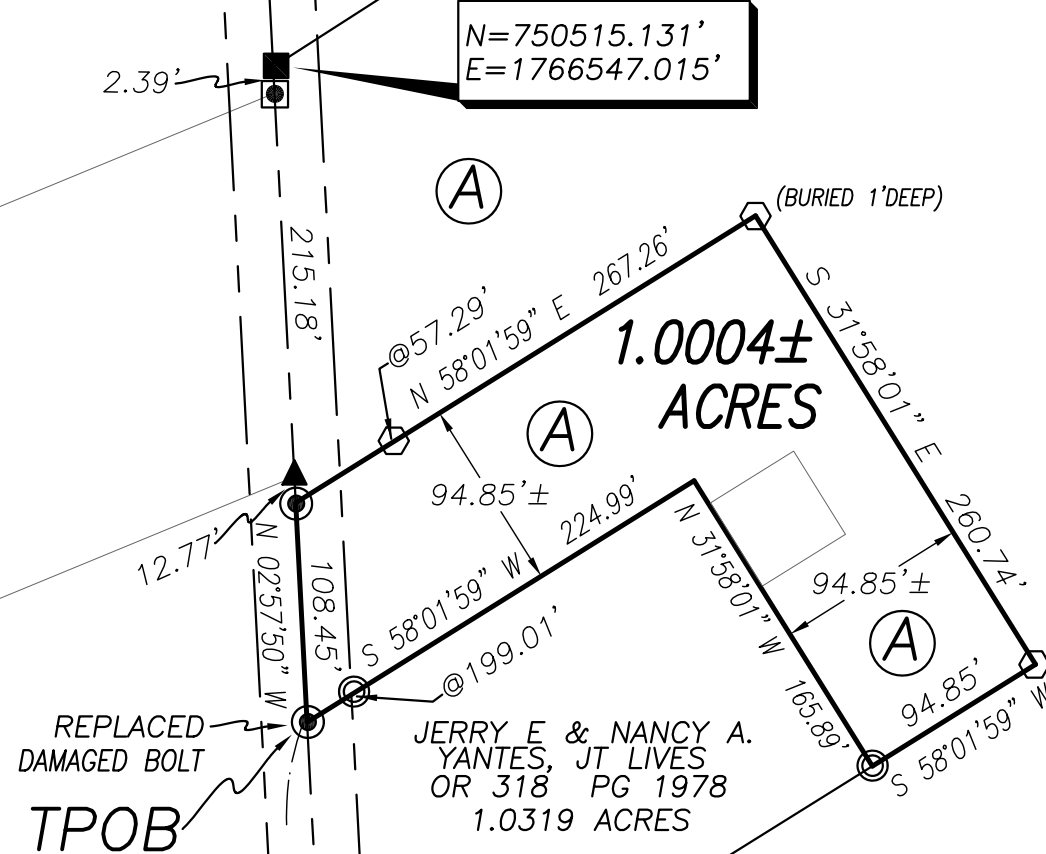 N=750515.131'
E=1766547.015'
2.39'
A
(BURIED 1'DEEP)
215.18'
@57.29'
N 58°01'59" E 267.26'
S 31°58'01" E 260.74'
1.0004±
ACRES
A
94.85'±
12.77'
N 02°57'50" W
108.45'
S 58°01'59" W 224.99'
@199.01'
N 31°58'01" W 165.89'
94.85'±
A
94.85'
S 58°01'59" W
REPLACED
DAMAGED BOLT
TPOB
JERRY E & NANCY A.
YANTES, JT LIVES
OR 318 PG 1978
1.0319 ACRES